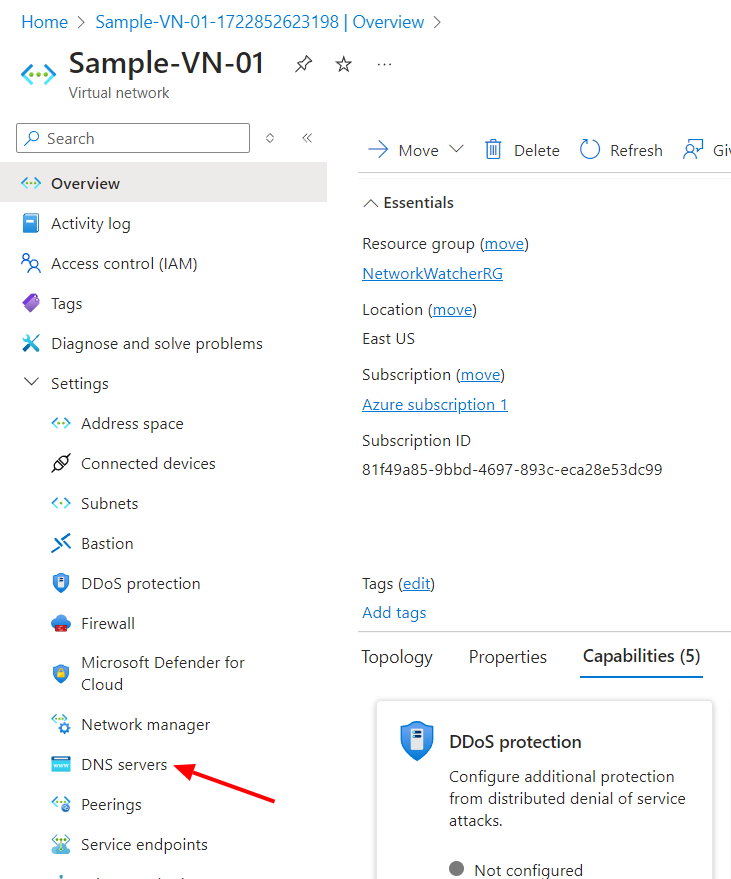 Home > Sample-VN-01-1722852623198 | Overview >
Sample-VN-01
Virtual network
Search
Overview
Activity log
Access control (IAM)
Tags
Diagnose and solve problems
Settings
Address space
Connected devices
Subnets
Bastion
DDoS protection
Firewall
Microsoft Defender for
Cloud
Network manager
DNS servers
Peerings
Service endpoints
Move
Delete
Refresh
Essentials
Resource group (move)
NetworkWatcherRG
Location (move)
East US
Subscription (move)
Azure subscription 1
Subscription ID
81f49a85-9bbd-4697-893c-eca28e53dc99
Tags (edit)
Add tags
Topology
Properties
Capabilities (5)
DDoS protection
Configure additional protection
from distributed denial of service
attacks.
Not configured